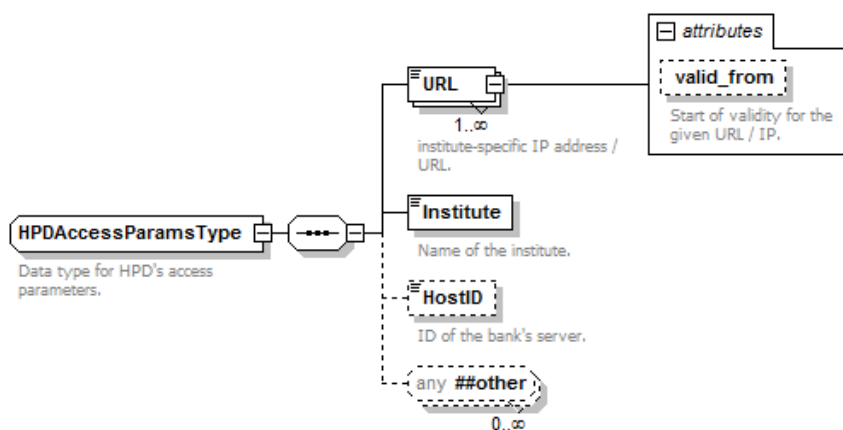 attributes
URL
valid_from
1..∞
Start of validity for the
given URL / IP.
institute-specific IP address /
URL.
HPDAccessParamsType
Institute
Data type for HPD's access
parameters.
Name of the institute.
HostID
ID of the bank's server.
any ##other
0..∞